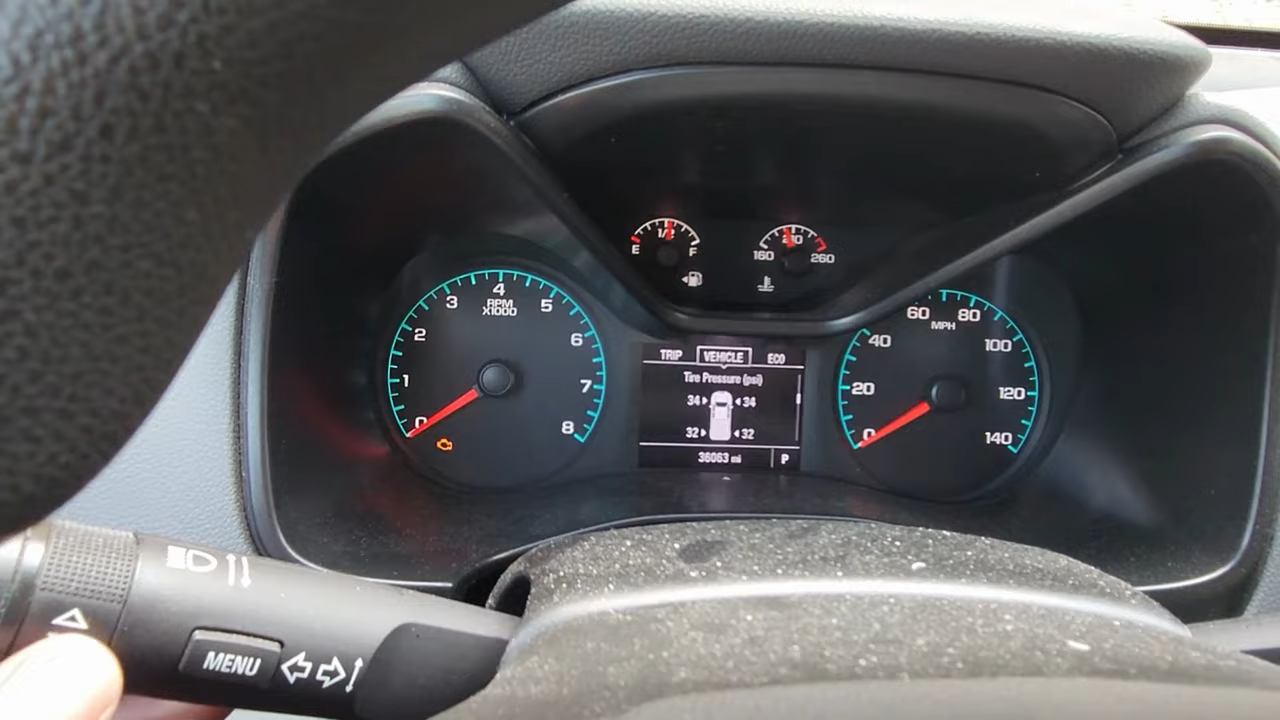 E 1/2 F
160 210 260
0 1 2 3 4 5 6 7 8
RPM
X1000
TRIP VEHICLE ECO
Tire Pressure (psi)
34 34
32 32
36063 mi P
0 20 40 60 80 100 120 140
MPH
MENU